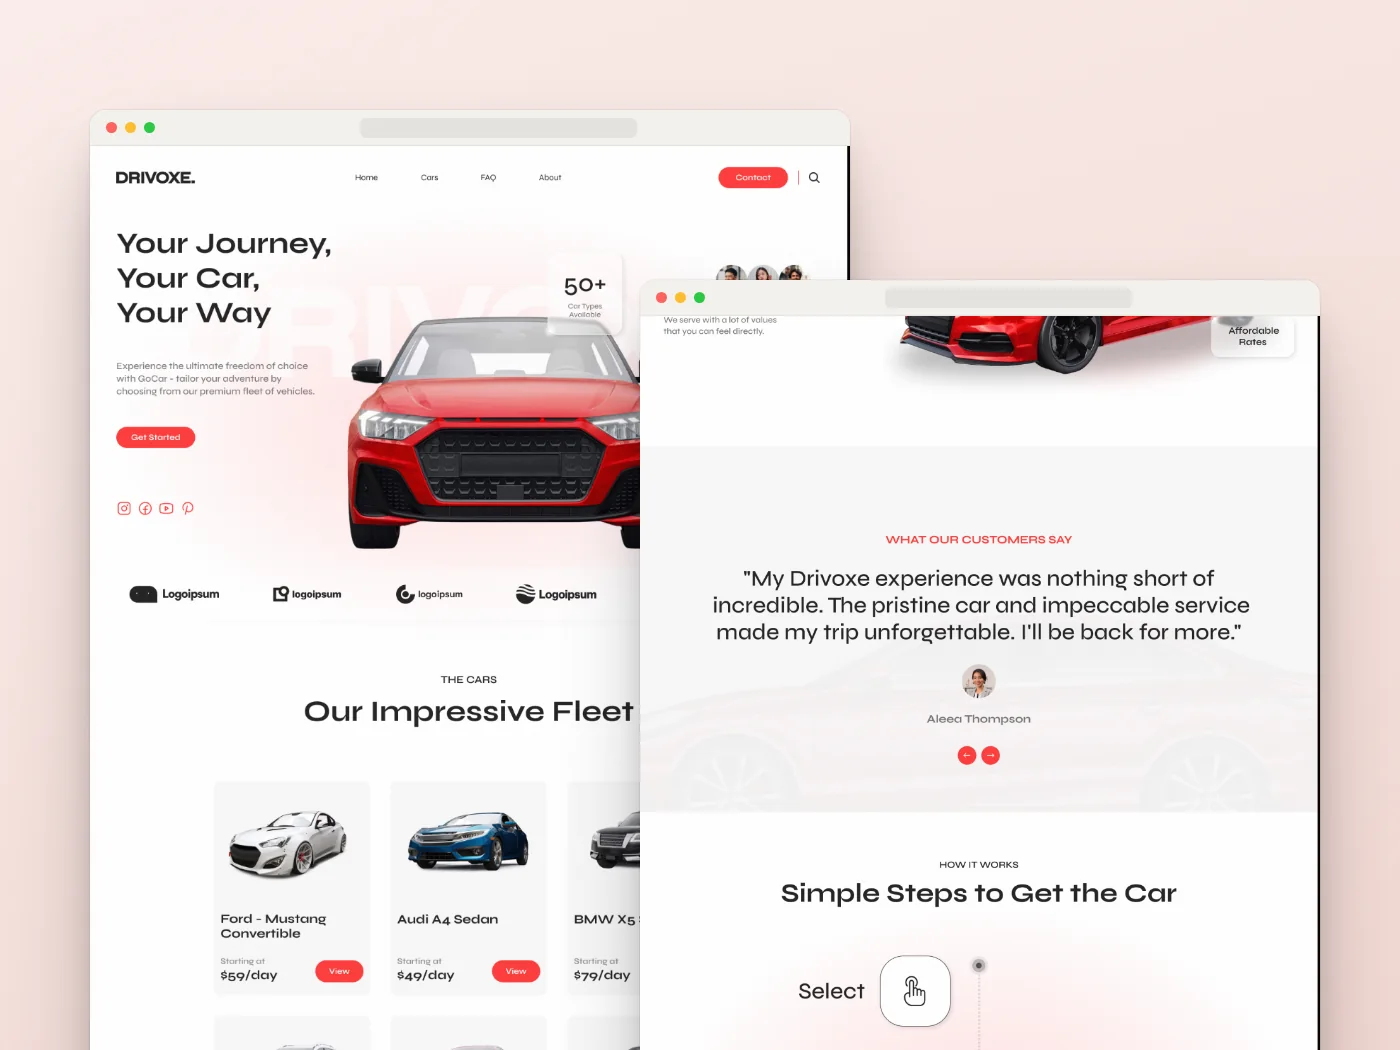 DRIVOXE.
Home
Cars
FAQ
About
Contact
Your Journey,
Your Car,
Your Way
DRIVO
50+
Car Types
Available
Experience the ultimate freedom of choice
with GoCar - tailor your adventure by
choosing from our premium fleet of vehicles.
Get Started
Logoipsum
logoipsum
logoipsum
Logoipsum
THE CARS
Our Impressive Fleet
Ford - Mustang
Convertible
Starting at
$59/day
View
Audi A4 Sedan
Starting at
$49/day
View
BMW X5
Starting at
$79/day
We serve with a lot of values
that you can feel directly.
Affordable
Rates
WHAT OUR CUSTOMERS SAY
"My Drivoxe experience was nothing short of
incredible. The pristine car and impeccable service
made my trip unforgettable. I'll be back for more."
Aleea Thompson
HOW IT WORKS
Simple Steps to Get the Car
Select